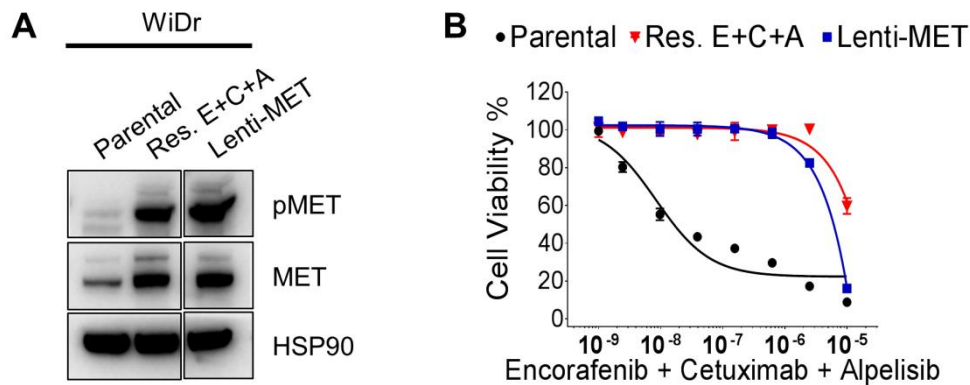 A
WiDr
Parental
Res. E+C+A
Lenti-MET
pMET
MET
HSP90
B
Parental Res. E+C+A Lenti-MET
Cell Viability %
120
100
80
60
40
20
0
10⁻⁹ 10⁻⁸ 10⁻⁷ 10⁻⁶ 10⁻⁵
Encorafenib + Cetuximab + Alpelisib